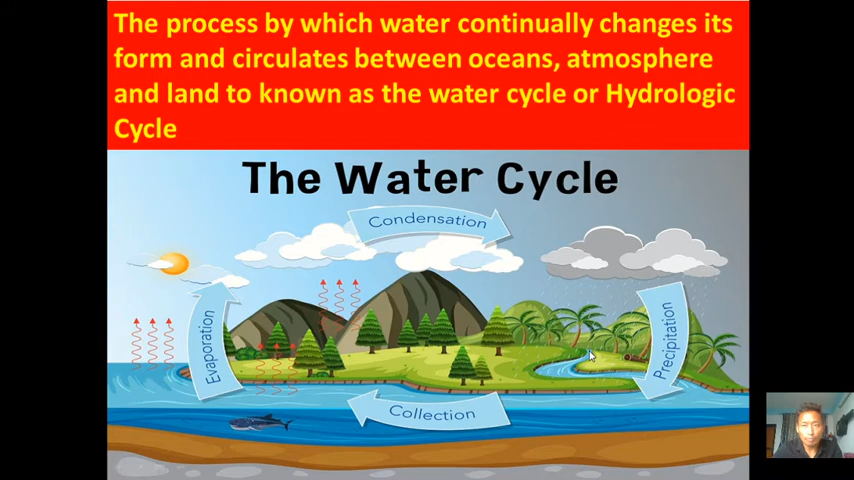 The process by which water continually changes its
form and circulates between oceans, atmosphere
and land to known as the water cycle or Hydrologic
Cycle
The Water Cycle
Condensation
Evaporation
Precipitation
Collection